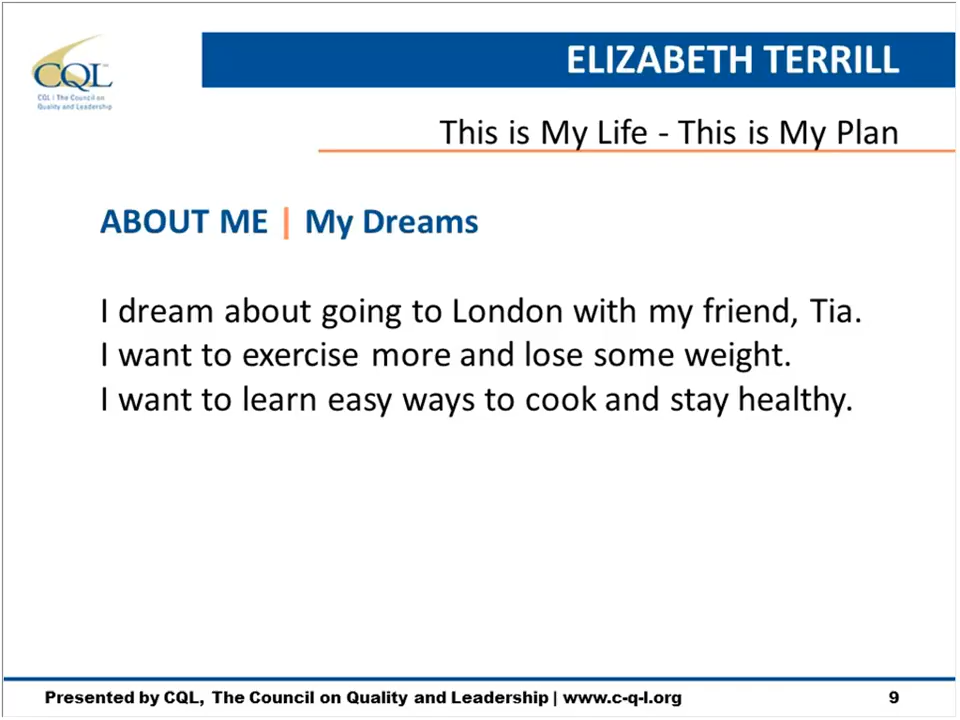 CQL™
CQL | The Council on
Quality and Leadership
ELIZABETH TERRILL
This is My Life - This is My Plan
ABOUT ME | My Dreams
I dream about going to London with my friend, Tia.
I want to exercise more and lose some weight.
I want to learn easy ways to cook and stay healthy.
Presented by CQL, The Council on Quality and Leadership | www.c-q-l.org 9